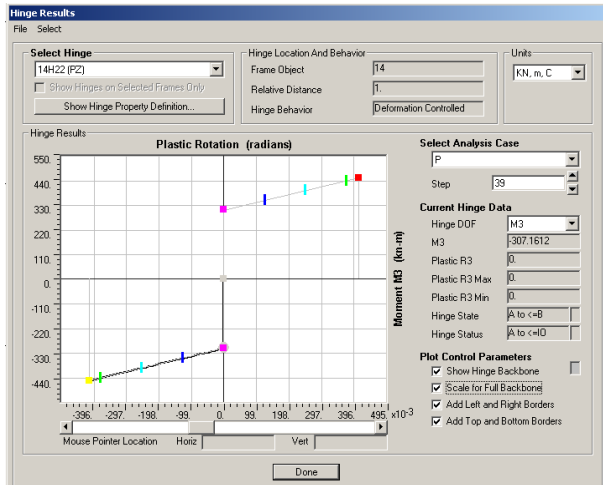 Hinge Results
File Select
Select Hinge
14H22 (PZ)
Show Hinges on Selected Frames Only
Show Hinge Property Definition...
Hinge Location And Behavior
Frame Object 14
Relative Distance 1.
Hinge Behavior Deformation Controlled
Units
KN, m, C
Hinge Results
Plastic Rotation (radians)
550.
440.
330.
220.
110.
0.
-110.
-220.
-330.
-440.
-396. -297. -198. -99. 0. 99. 198. 297. 396. 495. x10-3
Moment M3 (kn-m)
Mouse Pointer Location Horiz Vert
Select Analysis Case
P
Step 39
Current Hinge Data
Hinge DOF M3
M3 -307.1612
Plastic R3 0.
Plastic R3 Max 0.
Plastic R3 Min 0.
Hinge State A to <=B
Hinge Status A to <=IO
Plot Control Parameters
Show Hinge Backbone
Scale for Full Backbone
Add Left and Right Borders
Add Top and Bottom Borders
Done